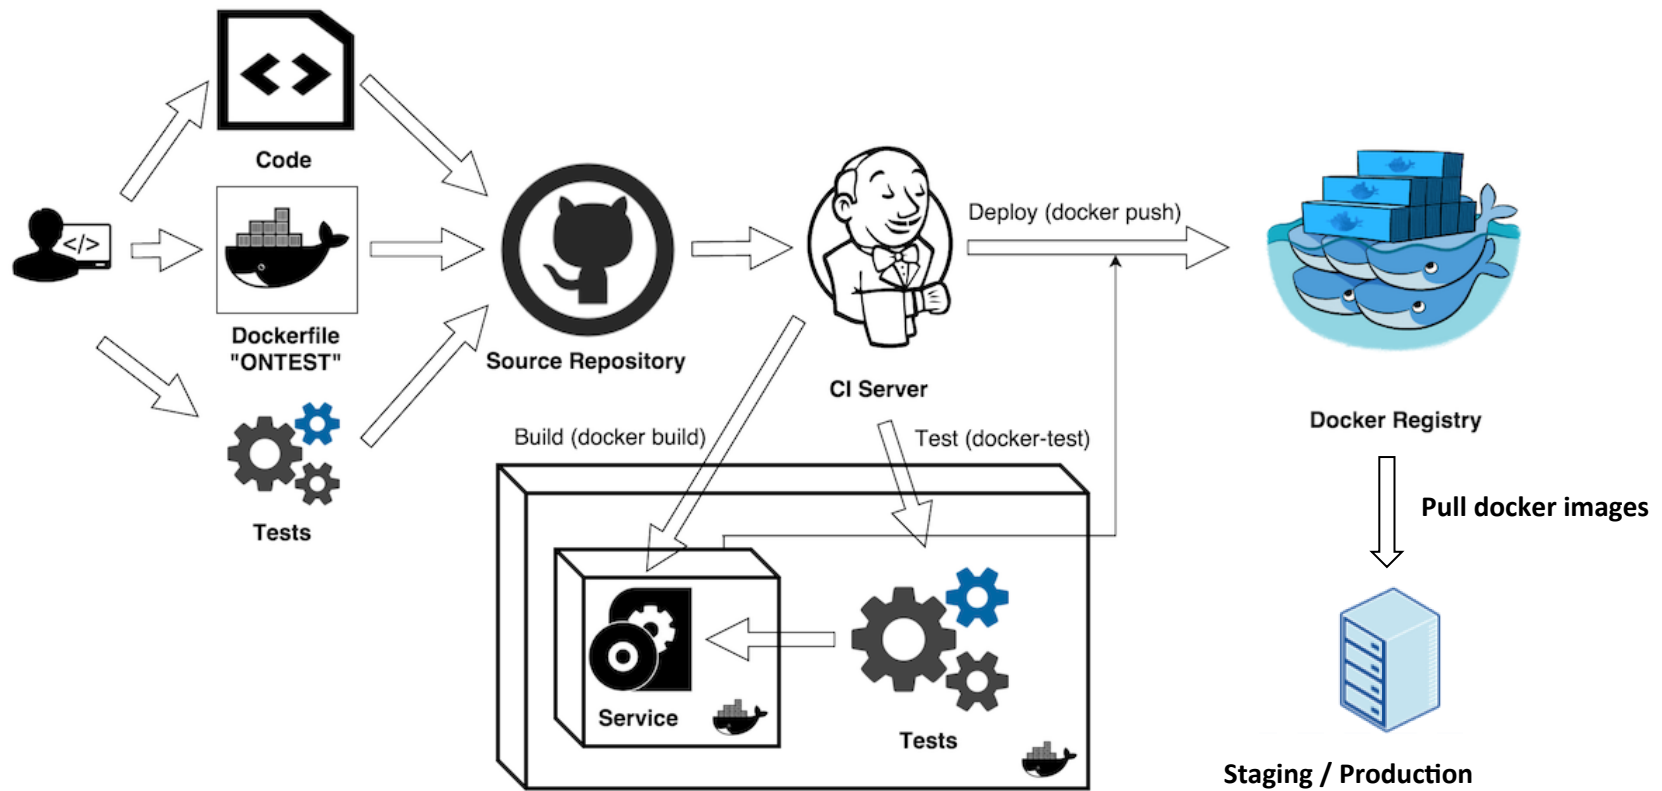 Code
</>
Dockerfile
"ONTEST"
Tests
Source Repository
CI Server
Deploy (docker push)
Docker Registry
Build (docker build)
Test (docker-test)
Pull docker images
Service
Tests
Staging / Production